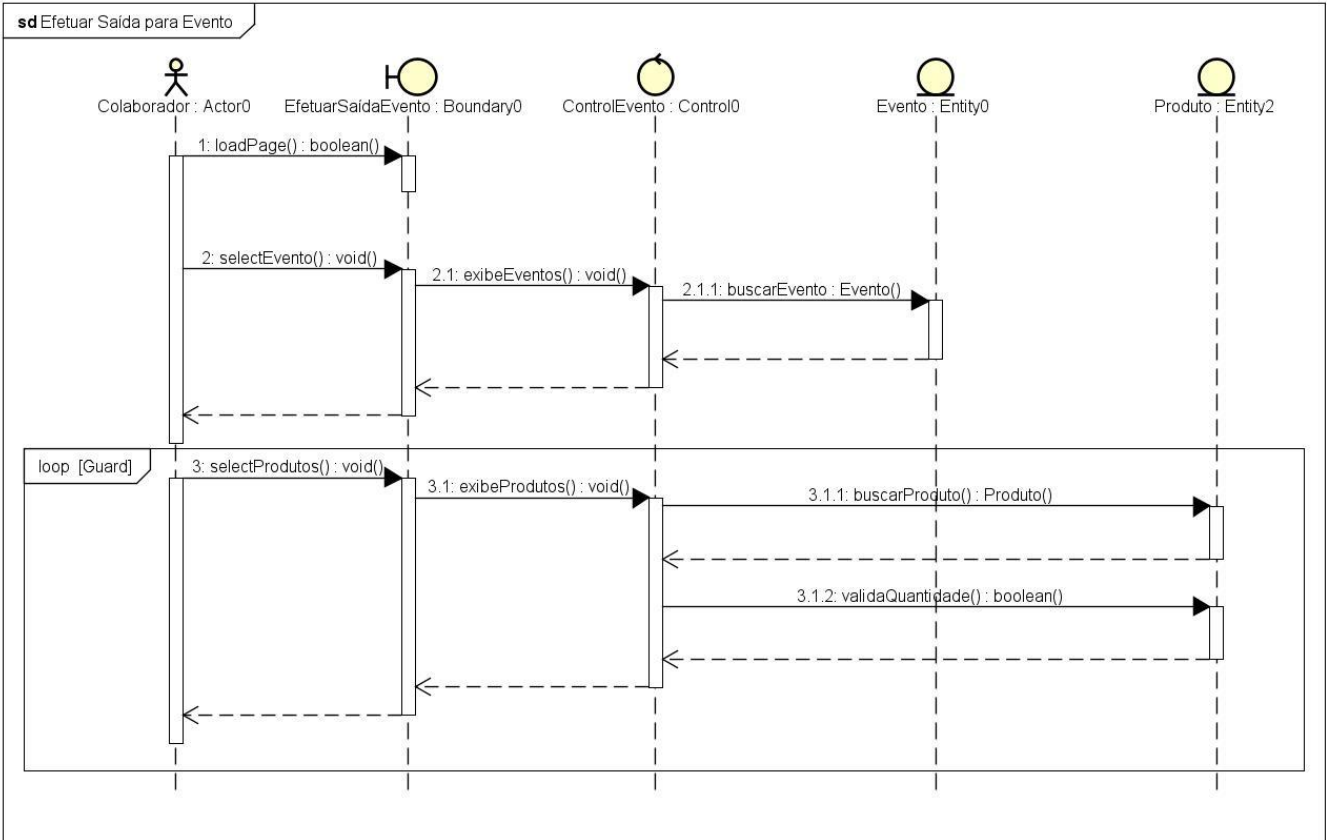 sd Efetuar Saída para Evento
Colaborador : Actor0
EfetuarSaídaEvento : Boundary0
ControlEvento : Control0
Evento : Entity0
Produto : Entity2
1: loadPage() : boolean()
2: selectEvento() : void()
2.1: exibeEventos() : void()
2.1.1: buscarEvento : Evento()
loop [Guard]
3: selectProdutos() : void()
3.1: exibeProdutos() : void()
3.1.1: buscarProduto() : Produto()
3.1.2: validaQuantidade() : boolean()